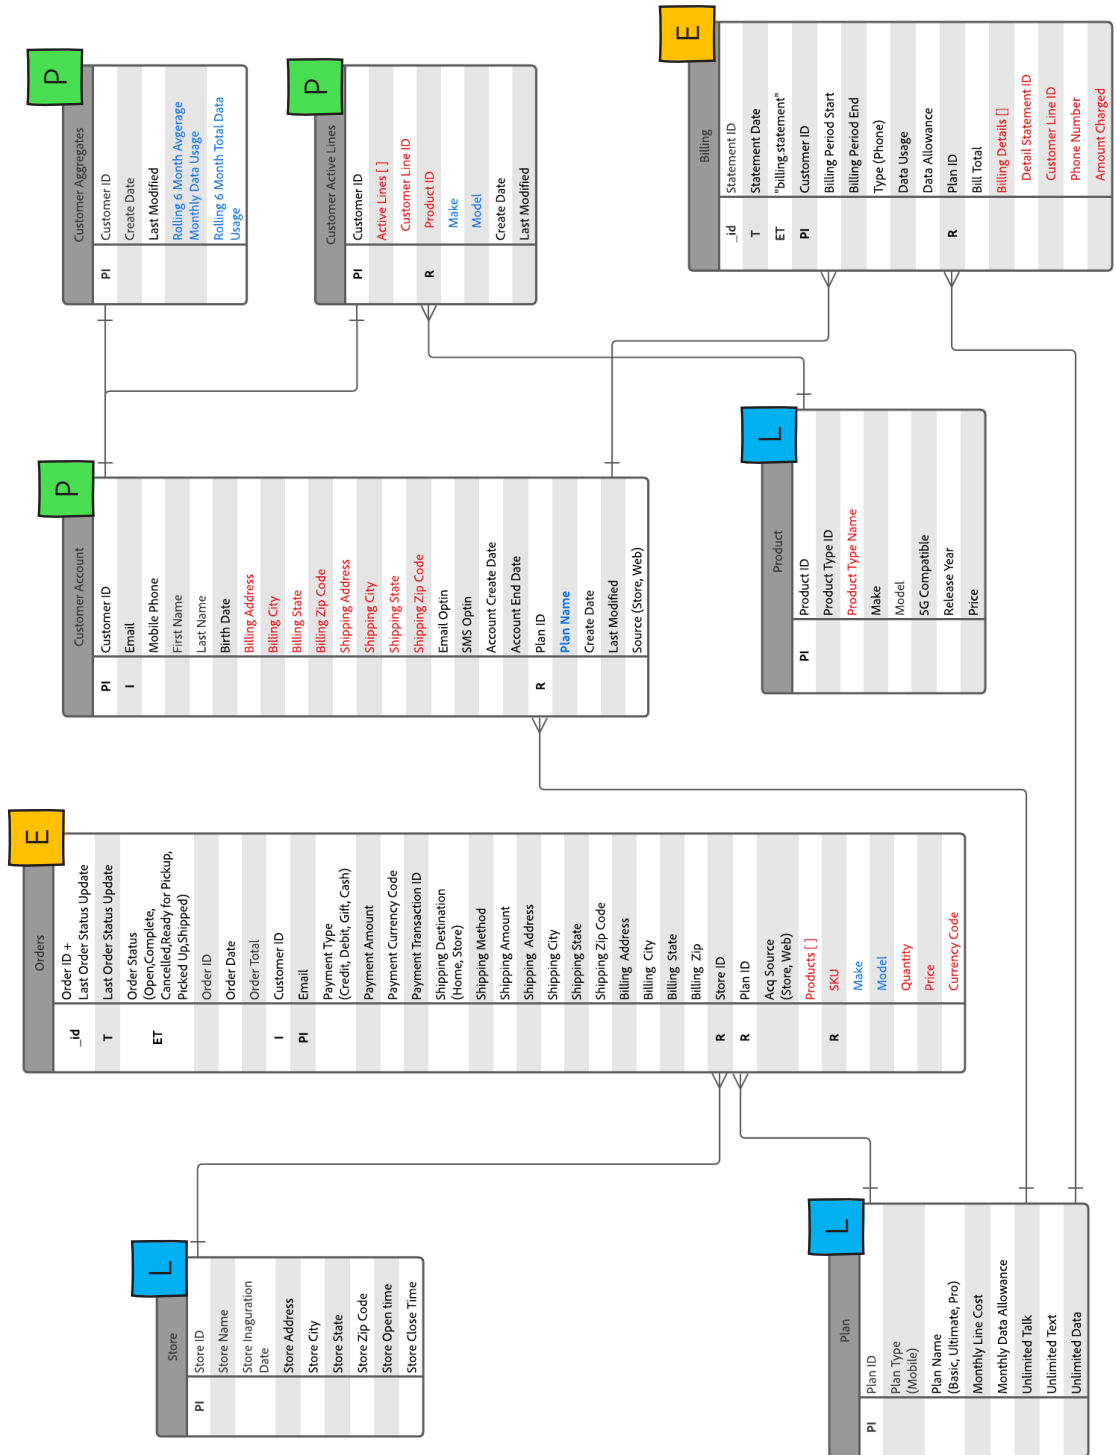 L
Store
PI
Store ID
Store Name
Store Inaguration
Date
Store Address
Store City
Store State
Store Zip Code
Store Open time
Store Close Time
L
Plan
PI
Plan ID
Plan Type
(Mobile)
Plan Name
(Basic, Ultimate, Pro)
Monthly Line Cost
Monthly Data Allowance
Unlimited Talk
Unlimited Text
Unlimited Data
E
Orders
_id
Order ID +
Last Order Status Update
T
Last Order Status Update
ET
Order Status
(Open,Complete,
Cancelled,Ready for Pickup,
Picked Up,Shipped)
Order ID
Order Date
Order Total
I
Customer ID
PI
Email
Payment Type
(Credit, Debit, Gift, Cash)
Payment Amount
Payment Currency Code
Payment Transaction ID
Shipping Destination
(Home, Store)
Shipping Method
Shipping Amount
Shipping Address
Shipping City
Shipping State
Shipping Zip Code
Billing Address
Billing City
Billing State
Billing Zip
R
Store ID
R
Plan ID
Acq Source
(Store, Web)
Products [ ]
R
SKU
Make
Model
Quantity
Price
Currency Code
P
Customer Account
PI
Customer ID
I
Email
Mobile Phone
First Name
Last Name
Birth Date
Billing Address
Billing City
Billing State
Billing Zip Code
Shipping Address
Shipping City
Shipping State
Shipping Zip Code
Email Optin
SMS Optin
Account Create Date
Account End Date
R
Plan ID
Plan Name
Create Date
Last Modified
Source (Store, Web)
L
Product
PI
Product ID
Product Type ID
Product Type Name
Make
Model
5G Compatible
Release Year
Price
P
Customer Aggregates
PI
Customer ID
Create Date
Last Modified
Rolling 6 Month Avgerage
Monthly Data Usage
Rolling 6 Month Total Data
Usage
P
Customer Active Lines
PI
Customer ID
Active Lines [ ]
Customer Line ID
R
Product ID
Make
Model
Create Date
Last Modified
E
Billing
_id
Statement ID
T
Statement Date
ET
"billing.statement"
PI
Customer ID
Billing Period Start
Billing Period End
Type (Phone)
Data Usage
Data Allowance
R
Plan ID
Bill Total
Billing Details []
Detail Statement ID
Customer Line ID
Phone Number
Amount Charged